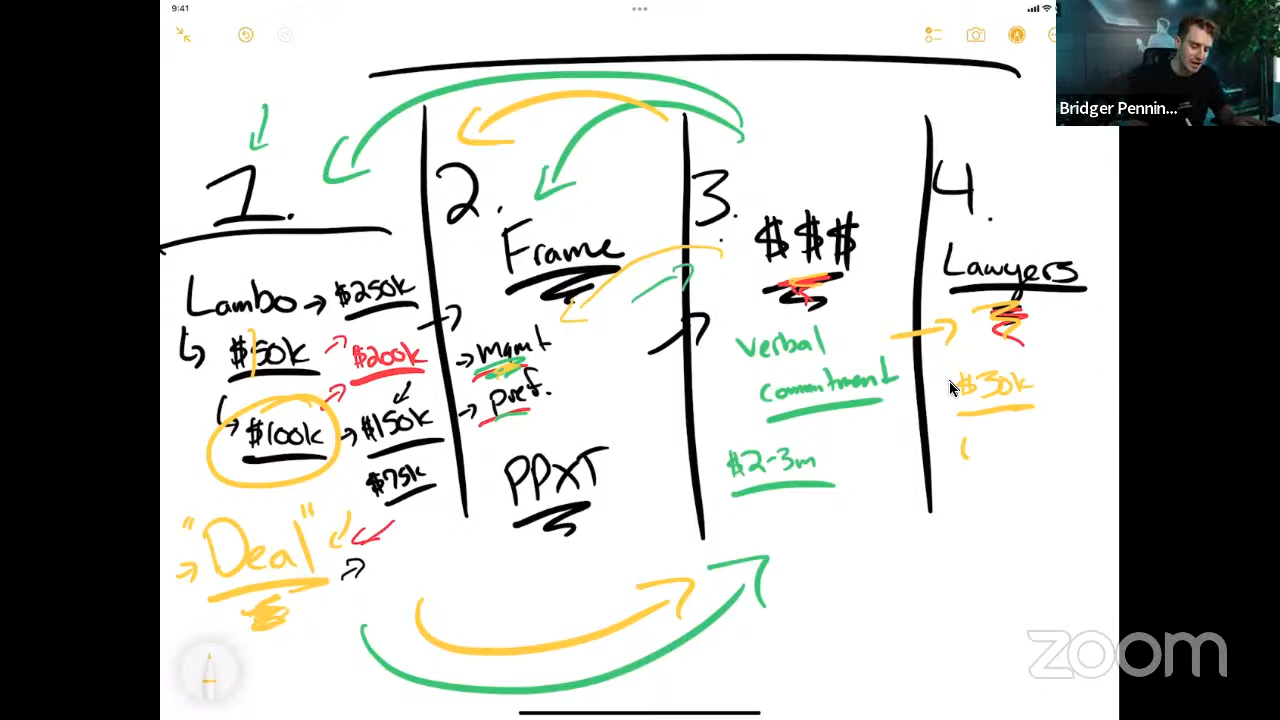 9:41
Bridger Pennin...
1.
Lambo → $250k
$50k
$200k
$100k → $150k
$75k
"Deal"
2.
Frame
→ mgmt
→ pref.
PPXT
3.
$$$
verbal
commitment
$2-3m
4.
Lawyers
$30k
zoom